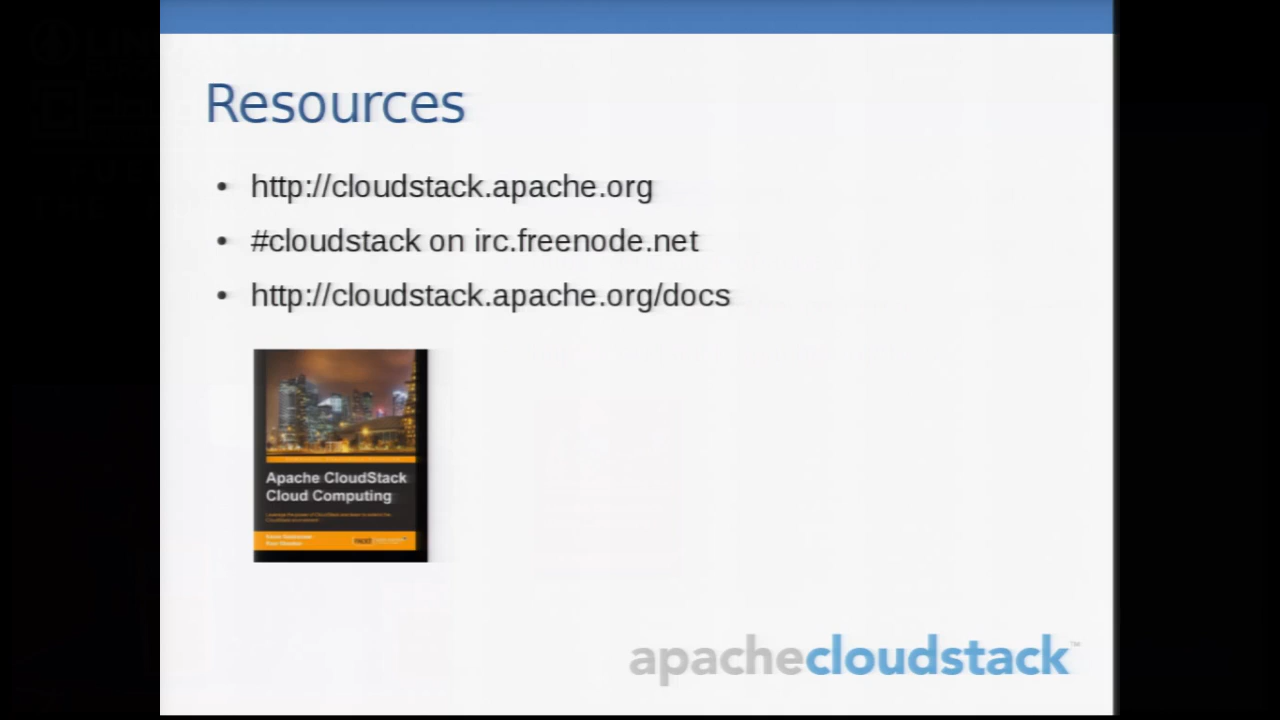 Resources
• http://cloudstack.apache.org
• #cloudstack on irc.freenode.net
• http://cloudstack.apache.org/docs
Apache CloudStack
Cloud Computing
apachecloudstack™